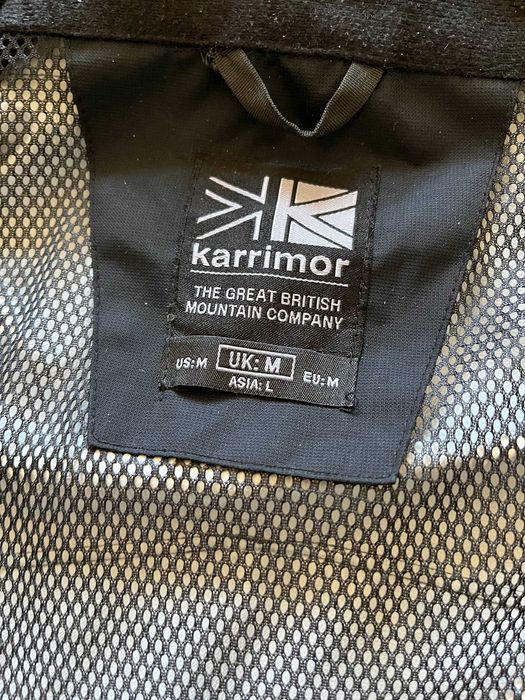 karrimor
THE GREAT BRITISH
MOUNTAIN COMPANY
US:M UK: M EU:M
ASIA: L